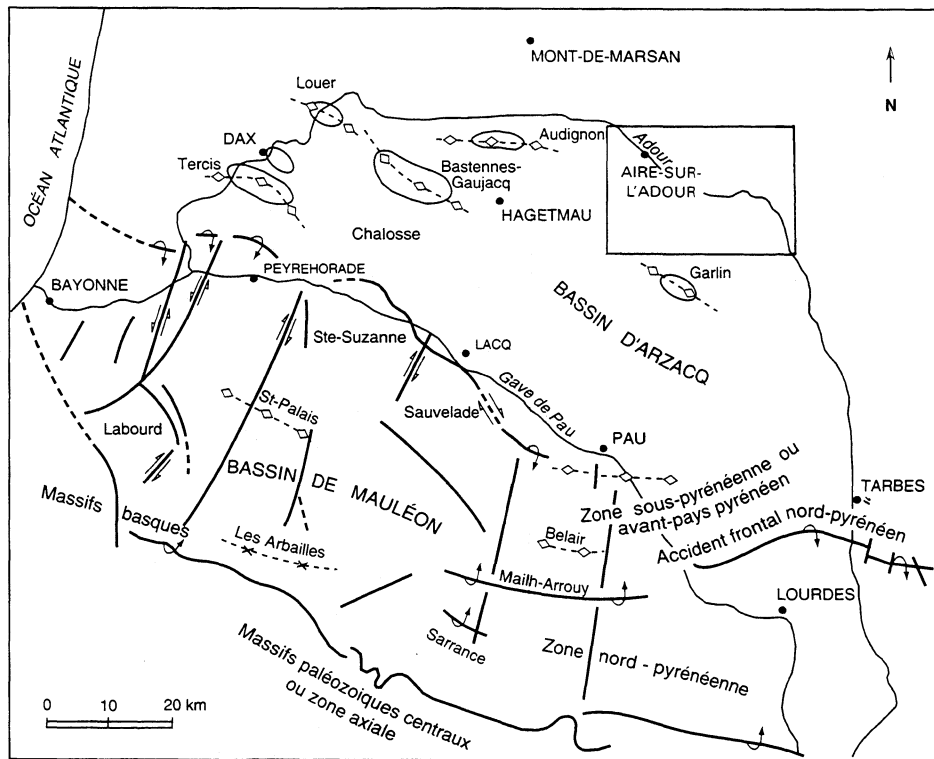 OCÉAN ATLANTIQUE
MONT-DE-MARSAN
N
Louer
DAX
Tercis
Audignon
Bastennes-
Gaujacq
HAGETMAU
Adour
AIRE-SUR-
L'ADOUR
Chalosse
PEYREHORADE
BAYONNE
Garlin
BASSIN D'ARZACQ
Ste-Suzanne
LACQ
Gave de Pau
St-Palais
Sauvelade
Labourd
PAU
BASSIN DE MAULÉON
Zone sous-pyrénéenne ou
avant-pays pyrénéen
TARBES
Accident frontal nord-pyrénéen
Massifs basques
Les Arbailles
Belair
Mailh-Arrouy
LOURDES
Sarrance
Zone nord-pyrénéenne
Massifs paléozoiques centraux
ou zone axiale
0 10 20 km